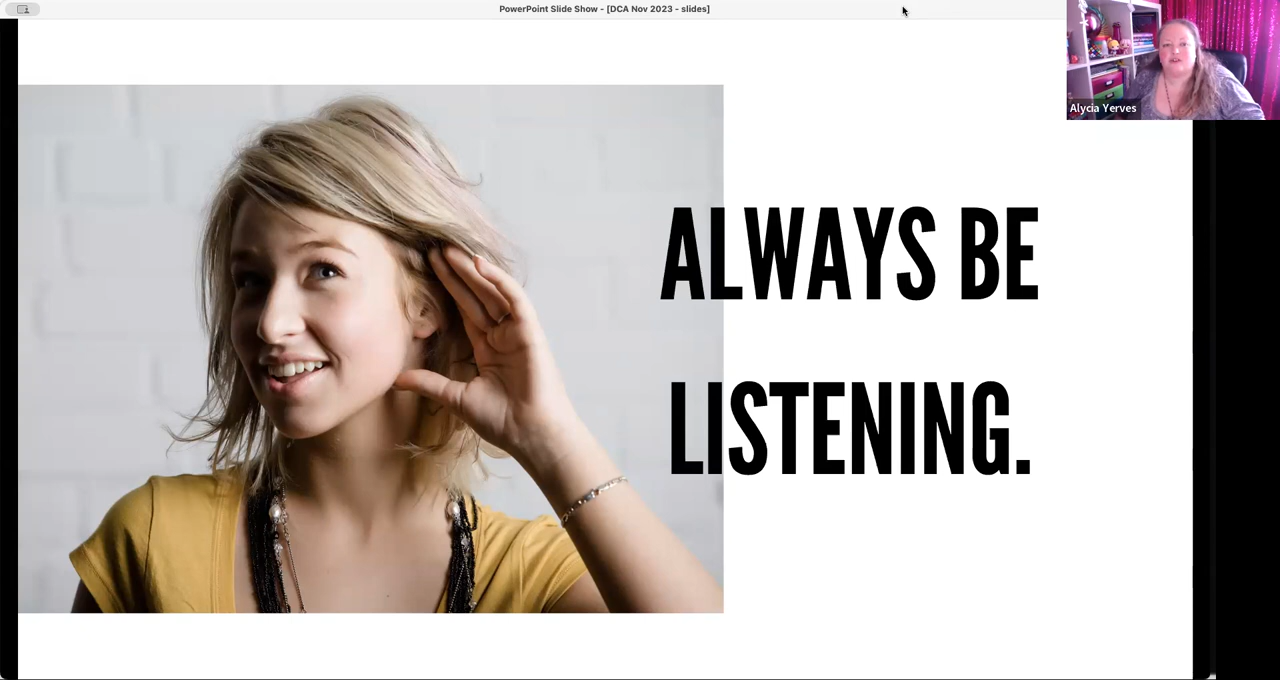 PowerPoint Slide Show - [DCA Nov 2023 - slides]
Alycia Yerves
ALWAYS BE
LISTENING.